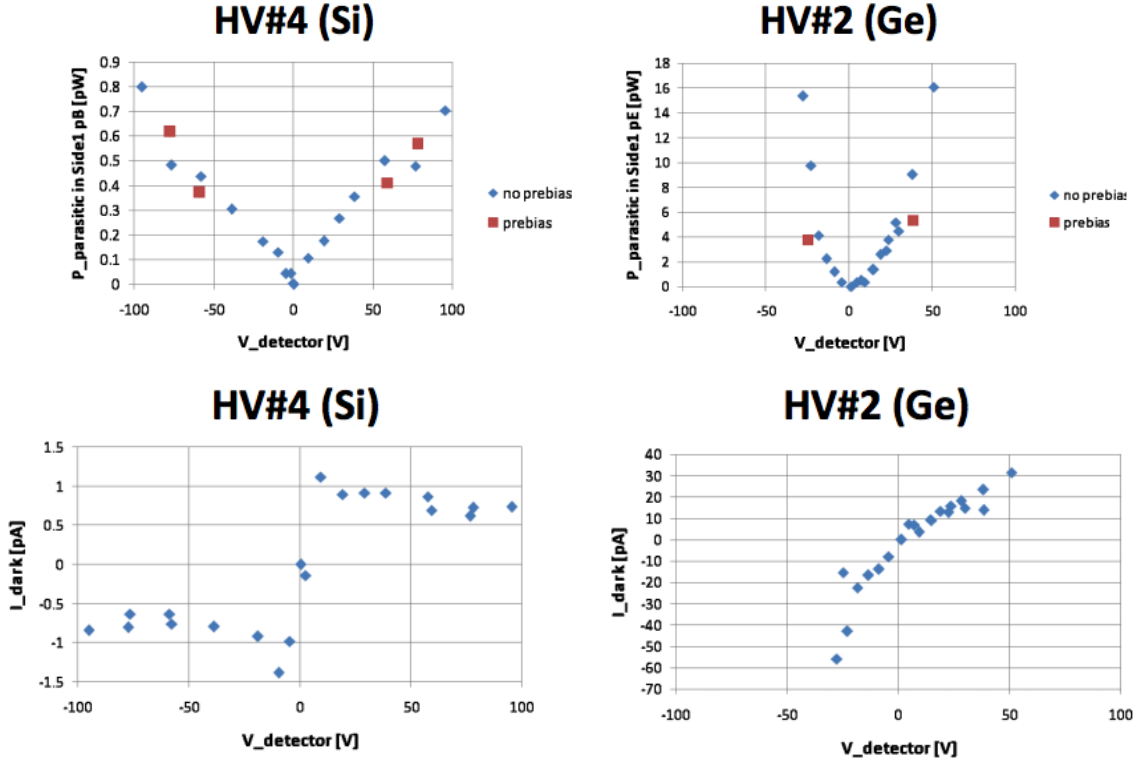 HV#4 (Si)
P_parasitic in Side1 pB [pW]
0.9
0.8
0.7
0.6
0.5
0.4
0.3
0.2
0.1
0
-100 -50 0 50 100
V_detector [V]
no prebias
prebias
HV#2 (Ge)
P_parasitic in Side1 pE [pW]
18
16
14
12
10
8
6
4
2
0
-100 -50 0 50 100
V_detector [V]
no prebias
prebias
HV#4 (Si)
I_dark [pA]
1.5
1
0.5
0
-0.5
-1
-1.5
-100 -50 0 50 100
V_detector [V]
HV#2 (Ge)
I_dark [pA]
40
30
20
10
0
-10
-20
-30
-40
-50
-60
-70
-100 -50 0 50 100
V_detector [V]